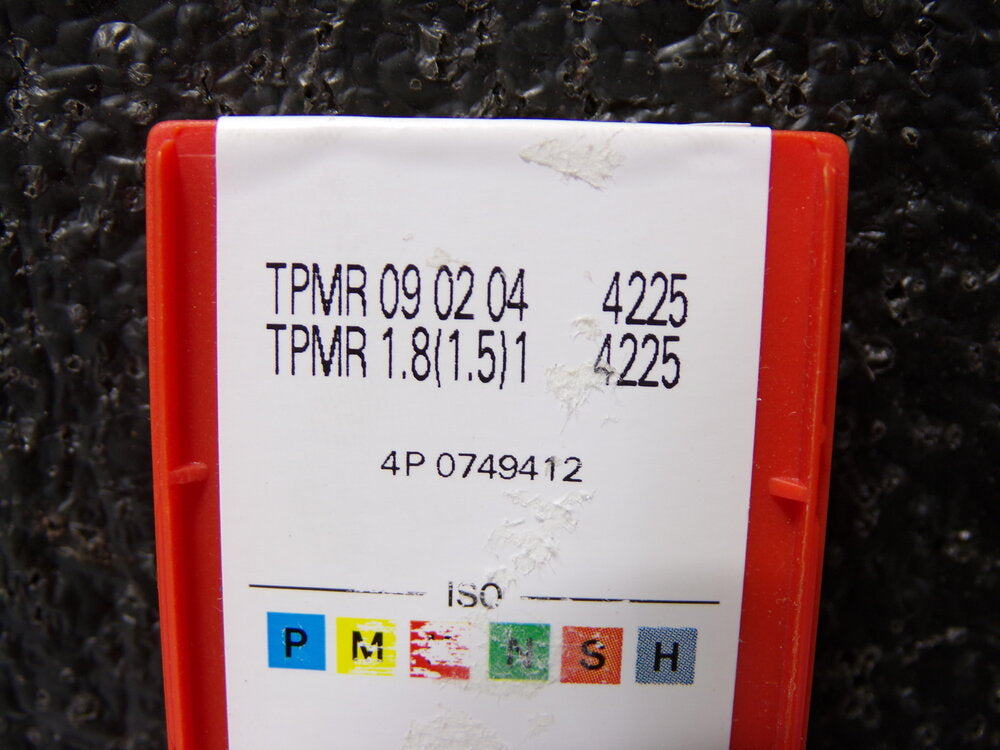 TPMR 09 02 04 4225
TPMR 1.8(1.5)1 4225
4P 0749412
ISO
P M N S H